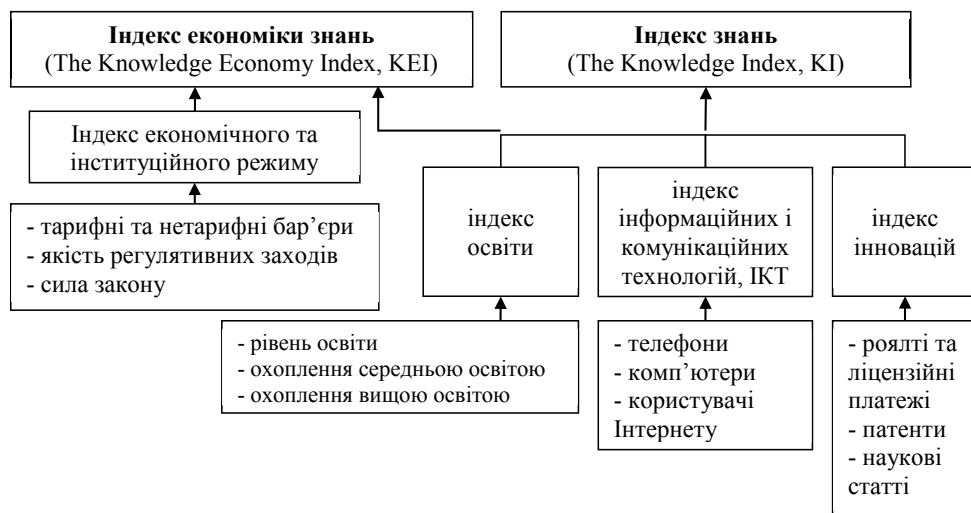 Індекс економіки знань
(The Knowledge Economy Index, KEI)
Індекс знань
(The Knowledge Index, KI)
Індекс економічного та
інституційного режиму
- тарифні та нетарифні бар’єри
- якість регулятивних заходів
- сила закону
індекс
освіти
індекс
інформаційних і
комунікаційних
технологій, ІКТ
індекс
інновацій
- рівень освіти
- охоплення середньою освітою
- охоплення вищою освітою
- телефони
- комп’ютери
- користувачі
Інтернету
- роялті та
ліцензійні
платежі
- патенти
- наукові
статті